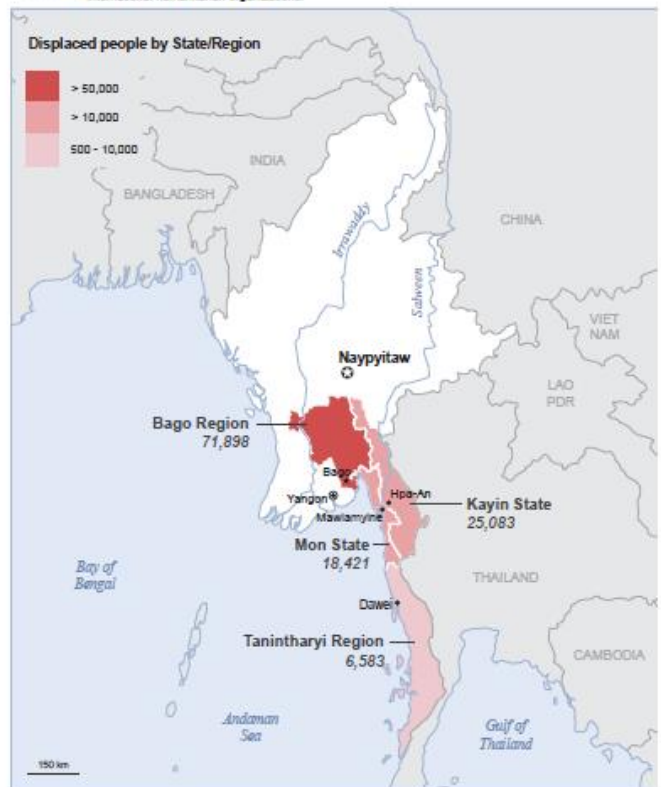 Displaced people by State/Region
> 50,000
> 10,000
500 - 10,000
INDIA
BANGLADESH
CHINA
Irrawaddy
Salween
VIET
NAM
Naypyitaw
LAO
PDR
Bago Region
71,898
Bago
Yangon
Hpa-An
Mawlamyine
Kayin State
25,083
Mon State
18,421
Bay of
Bengal
THAILAND
Dawei
Tanintharyi Region
6,583
CAMBODIA
Andaman
Sea
Gulf of
Thailand
150 km